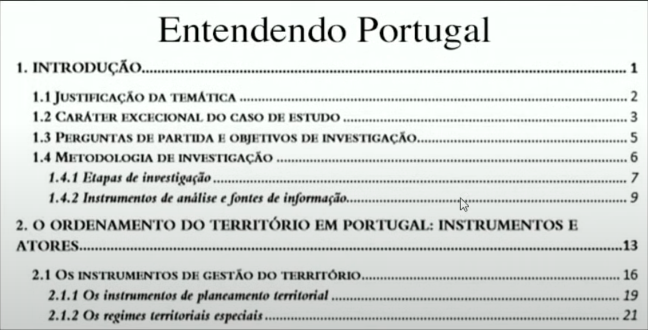 Entendendo Portugal
1. INTRODUÇÃO.......... 1
1.1 JUSTIFICAÇÃO DA TEMÁTICA .......... 2
1.2 CARÁTER EXCECIONAL DO CASO DE ESTUDO .......... 3
1.3 PERGUNTAS DE PARTIDA E OBJETIVOS DE INVESTIGAÇÃO.......... 5
1.4 METODOLOGIA DE INVESTIGAÇÃO .......... 6
1.4.1 Etapas de investigação .......... 7
1.4.2 Instrumentos de análise e fontes de informação.......... 9
2. O ORDENAMENTO DO TERRITÓRIO EM PORTUGAL: INSTRUMENTOS E
ATORES.......... 13
2.1 OS INSTRUMENTOS DE GESTÃO DO TERRITÓRIO.......... 16
2.1.1 Os instrumentos de planeamento territorial .......... 19
2.1.2 Os regimes territoriais especiais .......... 21